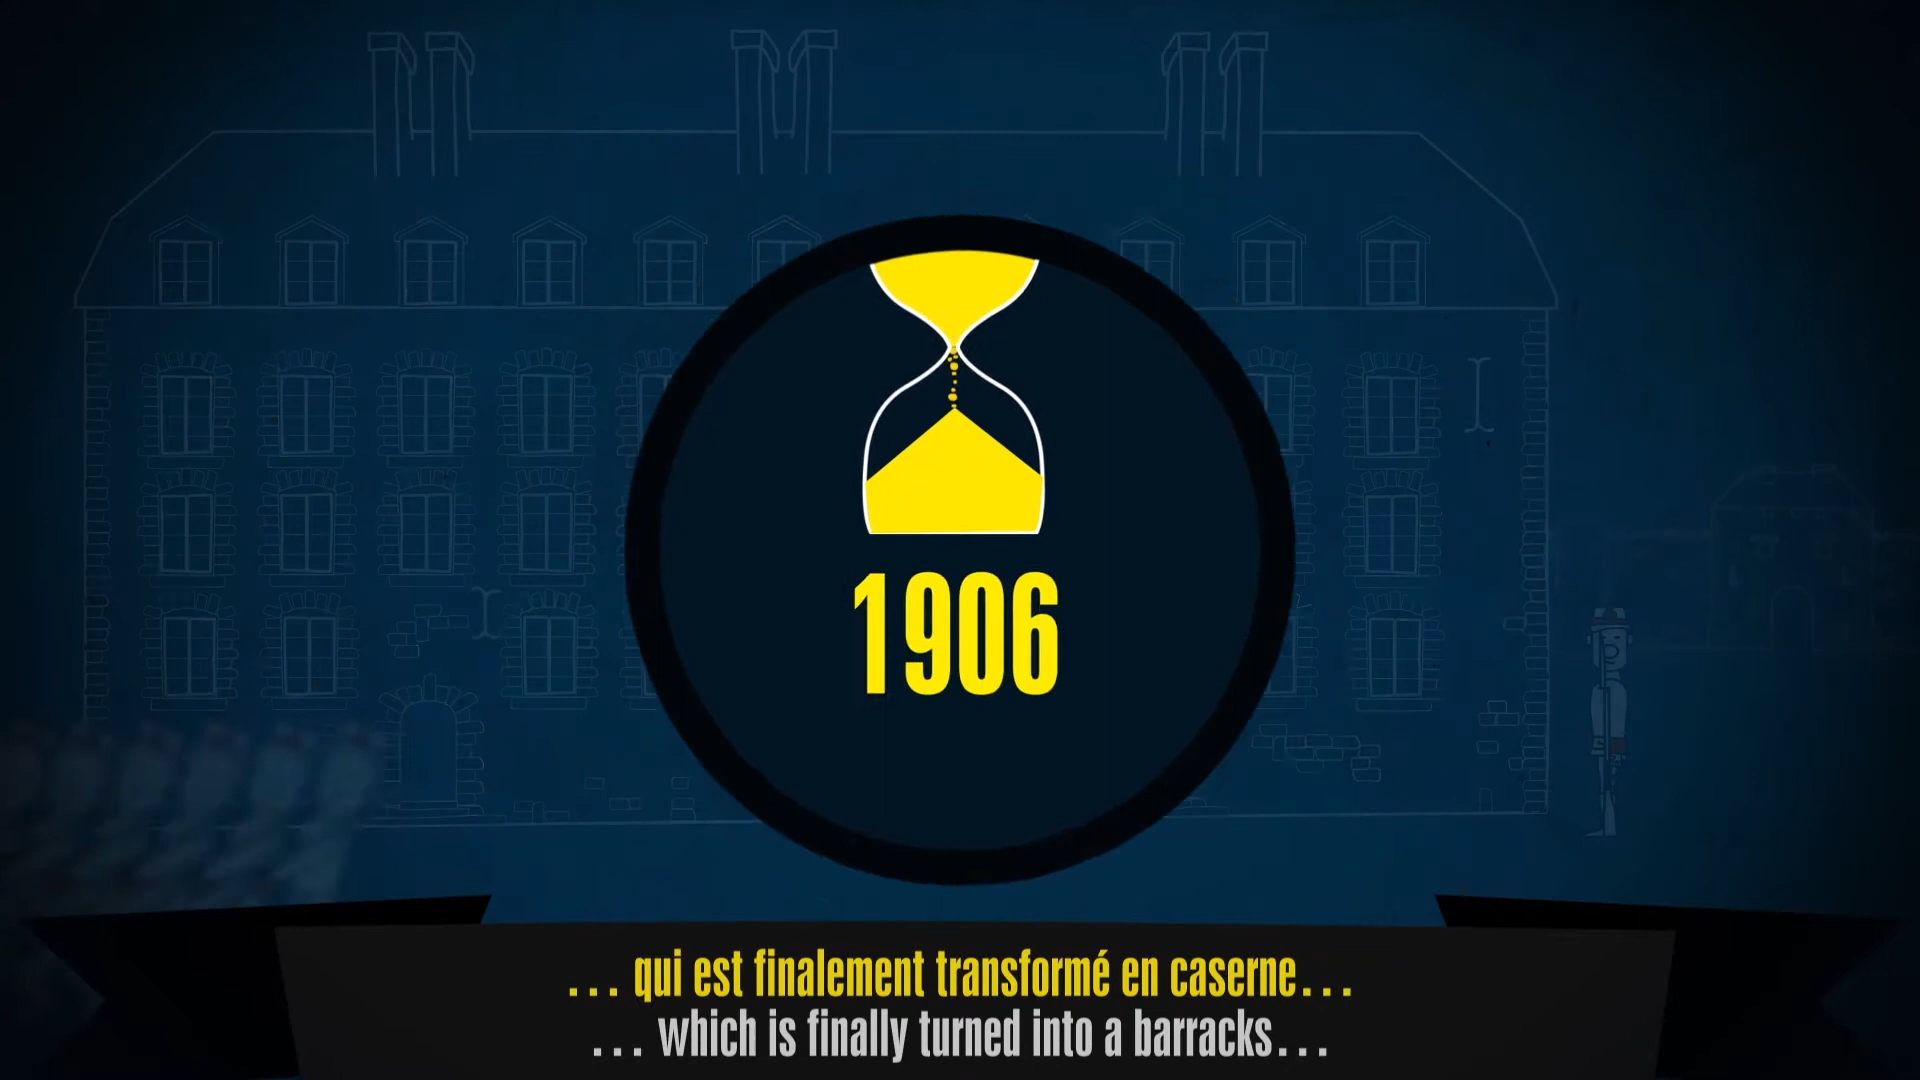 1906
... qui est finalement transformé en caserne...
... which is finally turned into a barracks...